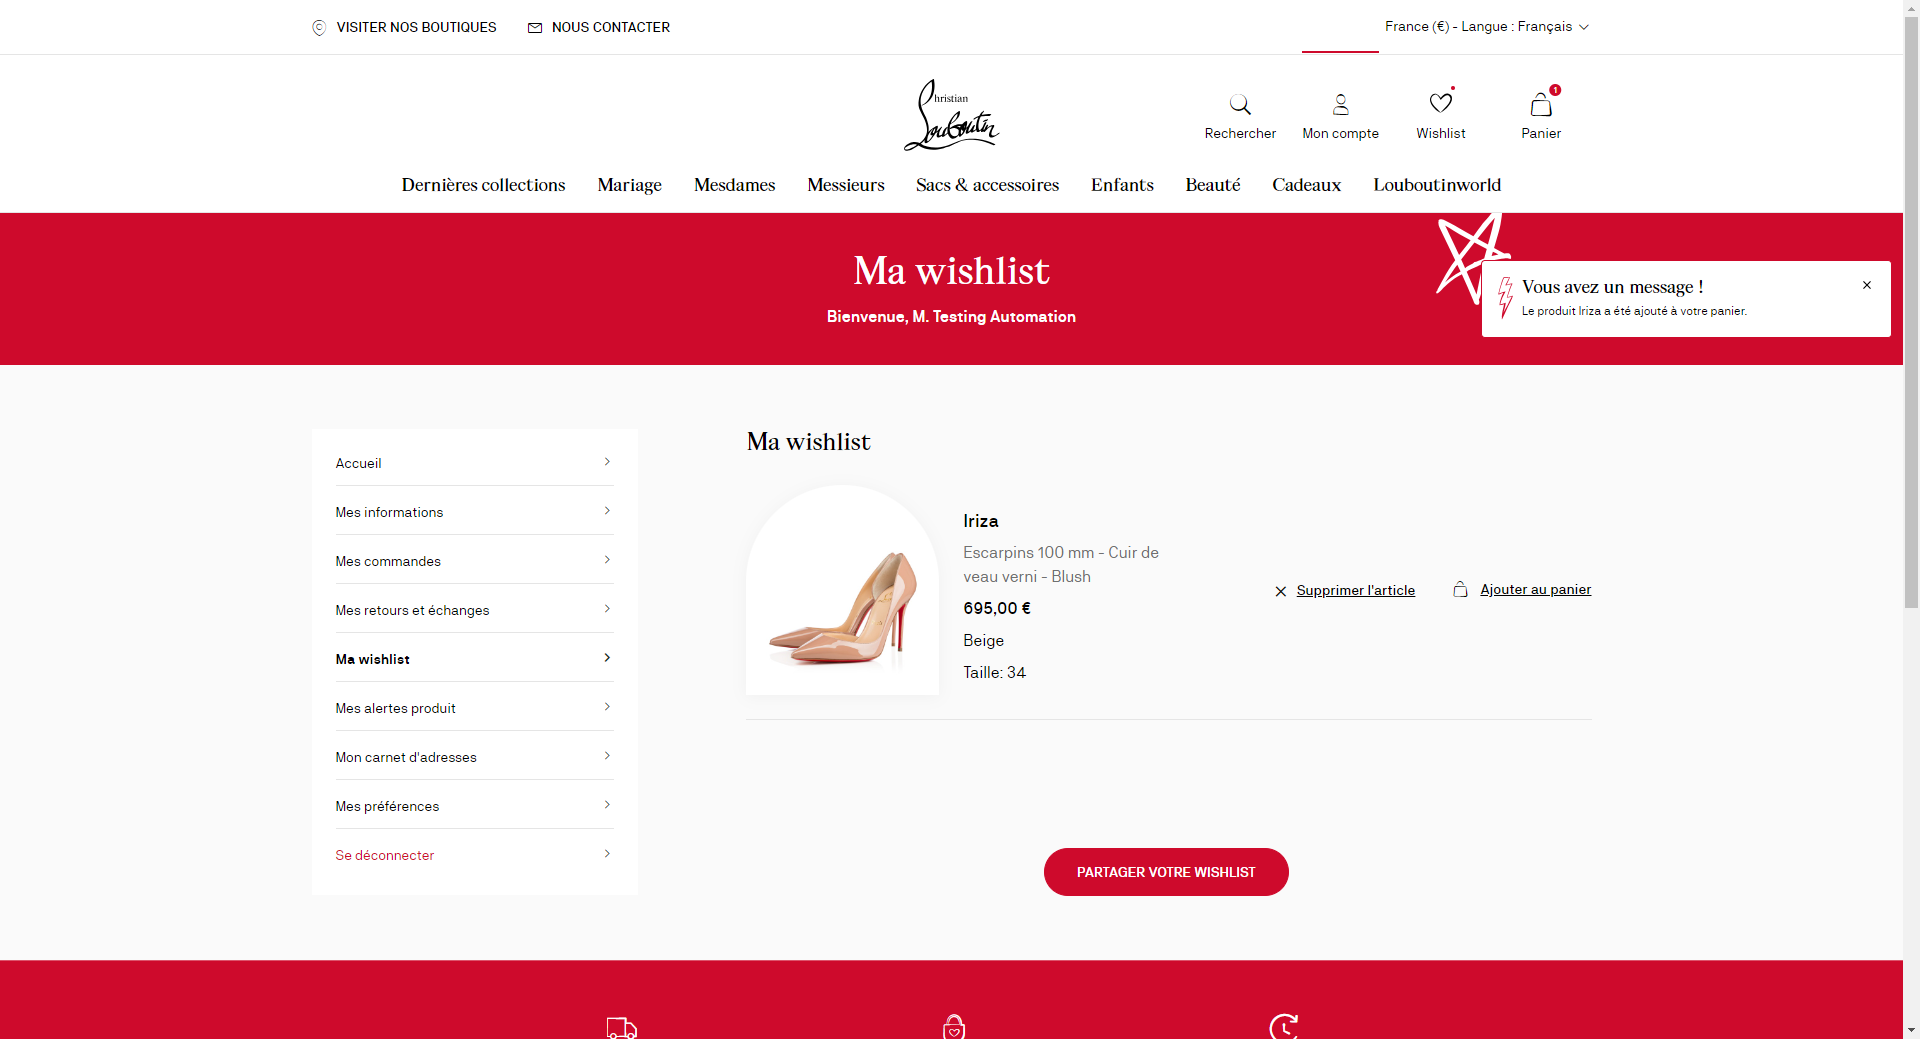 VISITER NOS BOUTIQUES
NOUS CONTACTER
France (€) - Langue : Français
Christian
Louboutin
Rechercher
Mon compte
Wishlist
1
Panier
Dernières collections
Mariage
Mesdames
Messieurs
Sacs & accessoires
Enfants
Beauté
Cadeaux
Louboutinworld
Ma wishlist
Bienvenue, M. Testing Automation
Vous avez un message !
Le produit Iriza a été ajouté à votre panier.
Accueil
Mes informations
Mes commandes
Mes retours et échanges
Ma wishlist
Mes alertes produit
Mon carnet d'adresses
Mes préférences
Se déconnecter
Ma wishlist
Iriza
Escarpins 100 mm - Cuir de
veau verni - Blush
695,00 €
Beige
Taille: 34
Supprimer l'article
Ajouter au panier
PARTAGER VOTRE WISHLIST